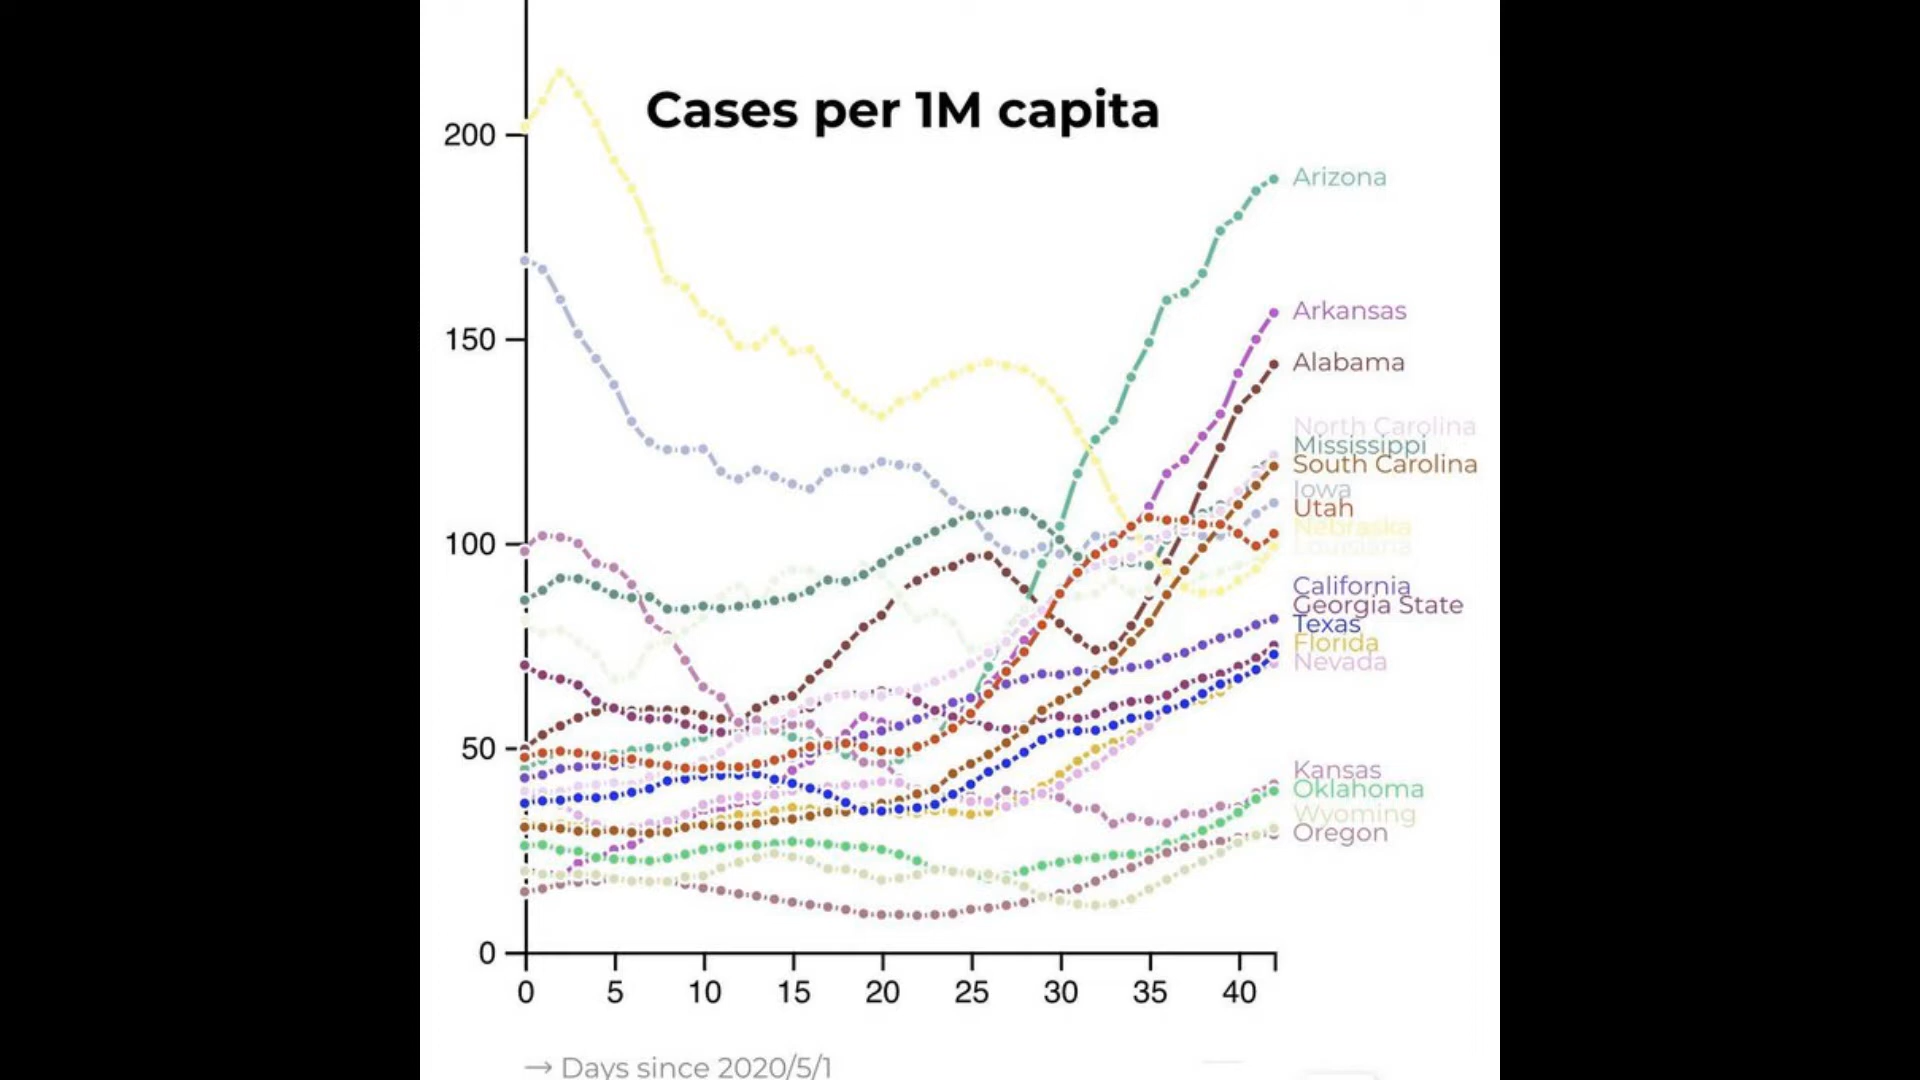 Cases per 1M capita
200
150
100
50
0
Arizona
Arkansas
Alabama
North Carolina
Mississippi
South Carolina
Iowa
Utah
Nebraska
Louisiana
California
Georgia State
Texas
Florida
Nevada
Kansas
Oklahoma
Wyoming
Oregon
0 5 10 15 20 25 30 35 40
→ Days since 2020/5/1